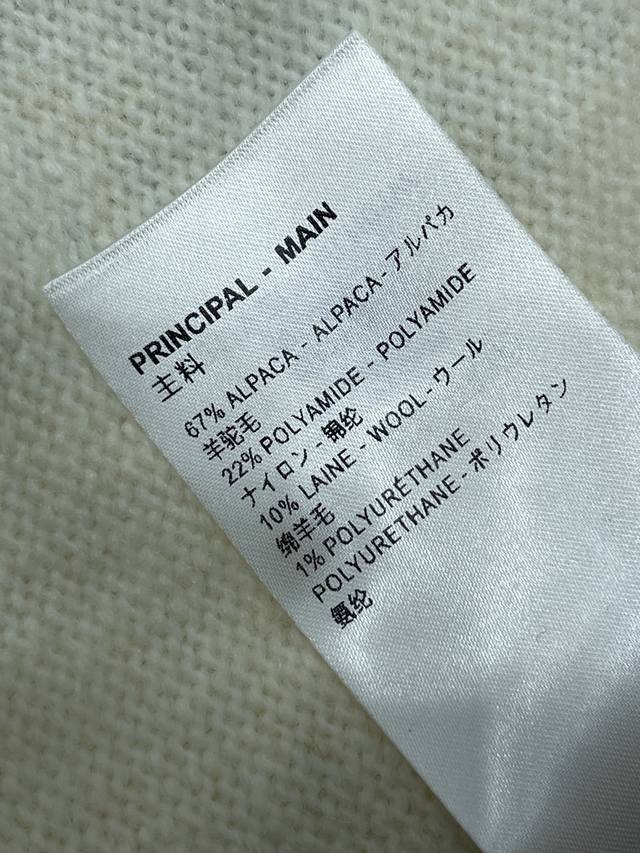 PRINCIPAL - MAIN
主料
67% ALPACA - ALPACA - アルパカ
羊驼毛
22% POLYAMIDE - POLYAMIDE
ナイロン - 锦纶
10% LAINE - WOOL - ウール
绵羊毛
1% POLYURÉTHANE
POLYURETHANE - ポリウレタン
氨纶